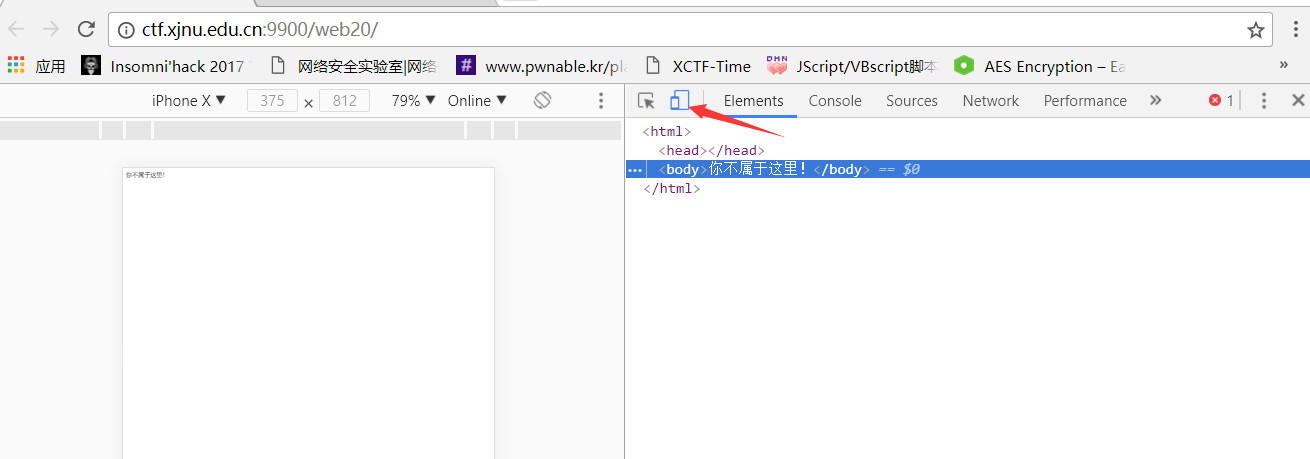 ctf.xjnu.edu.cn:9900/web20/
应用 Insomni'hack 2017 网络安全实验室|网络 www.pwnable.kr/pl XCTF-Time JScript/VBscript脚本 AES Encryption – Ea »
iPhone X ▼ 375 × 812 79% ▼ Online ▼ Elements Console Sources Network Performance » 1
<html>
<head></head>
<body>你不属于这里! </body> == $0
</html>
你不属于这里!